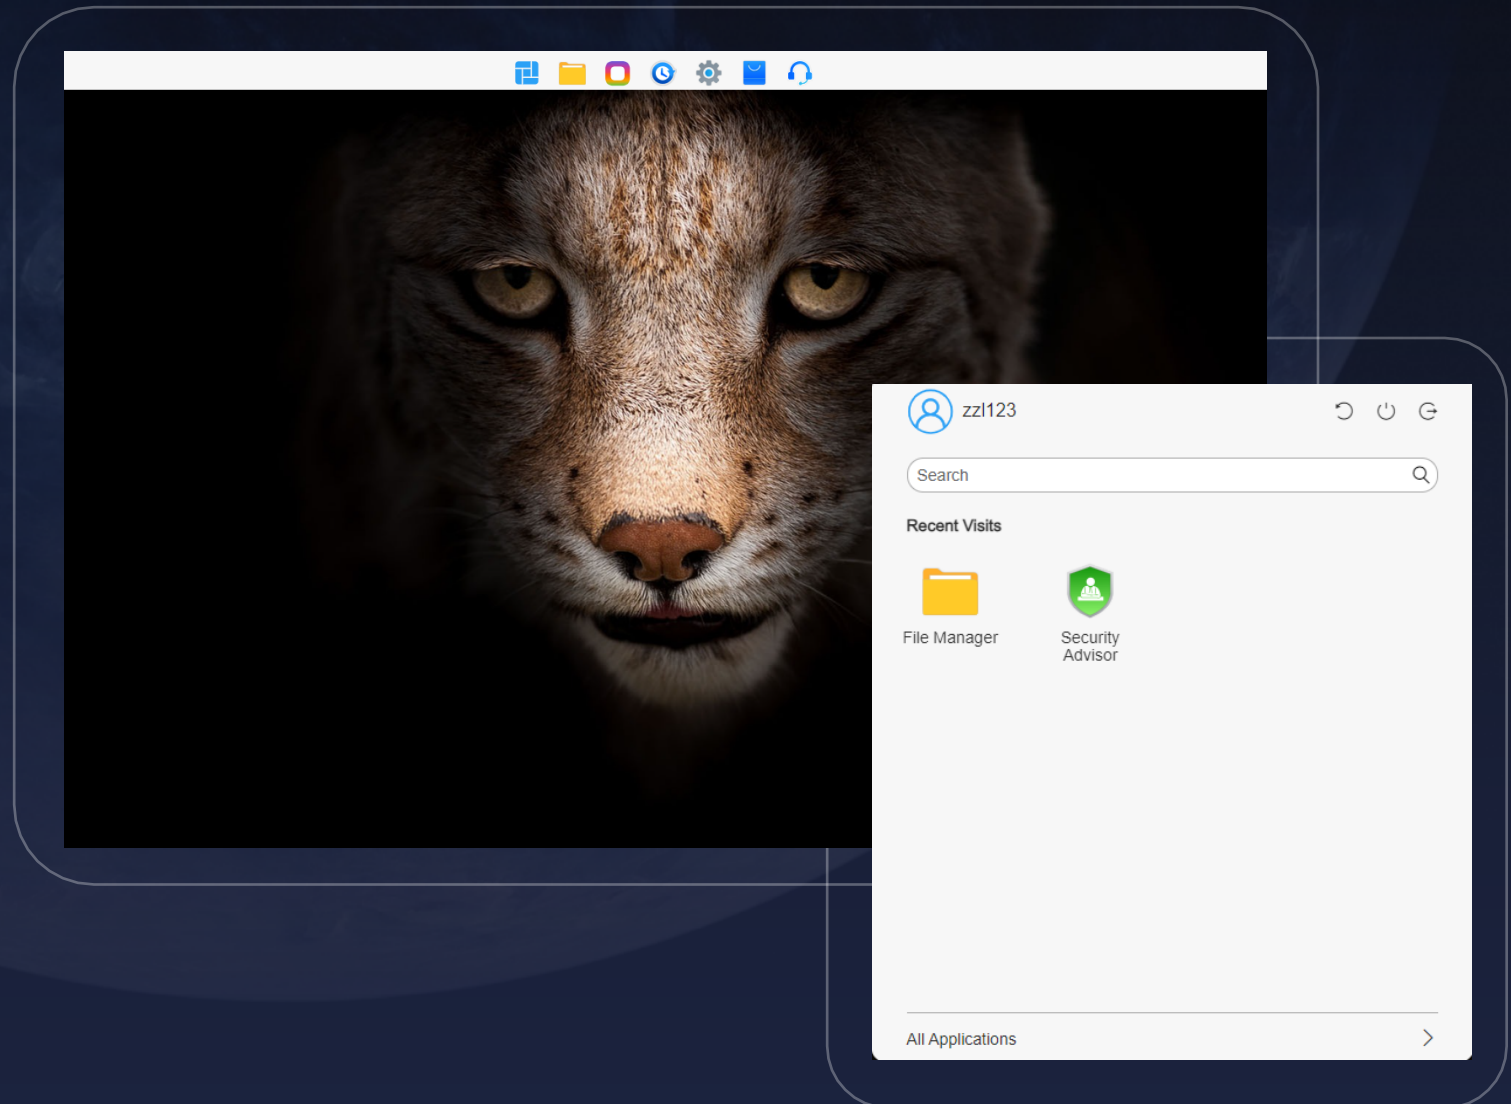 zzl123
Search
Recent Visits
File Manager
Security
Advisor
All Applications